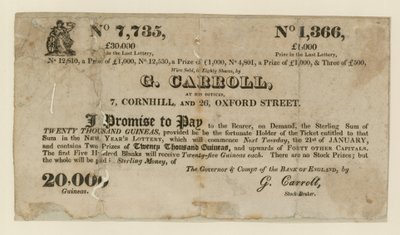 No 7,735,
£30,000
in the Last Lottery,
No 1,366,
£1,000
Prize in the Last Lottery,
No 12,610, a Prize of £1,000, No 12,530, a Prize of £1,000, No 4,801, a Prize of £1,000, & Three of £500,
Were Sold, in Eighty Shares, by
G. CARROLL,
AT HIS OFFICES,
7, CORNHILL, AND 26, OXFORD STREET.
I Promise to Pay to the Bearer, on Demand, the Sterling Sum of
TWENTY THOUSAND GUINEAS, provided he be the fortunate Holder of the Ticket entitled to that
Sum in the NEW YEAR'S LOTTERY, which will commence Next Tuesday, the 21st of JANUARY,
and contains Two Prizes of Twenty Thousand Guineas, and upwards of FORTY OTHER CAPITALS.
The first Five Hundred Blanks will receive Twenty-five Guineas each. There are no Stock Prizes; but
the whole will be paid in Sterling Money, of
The Governor & Compy of the BANK OF ENGLAND, by
20,000
Guineas.
G. Carroll,
Stock-Broker.